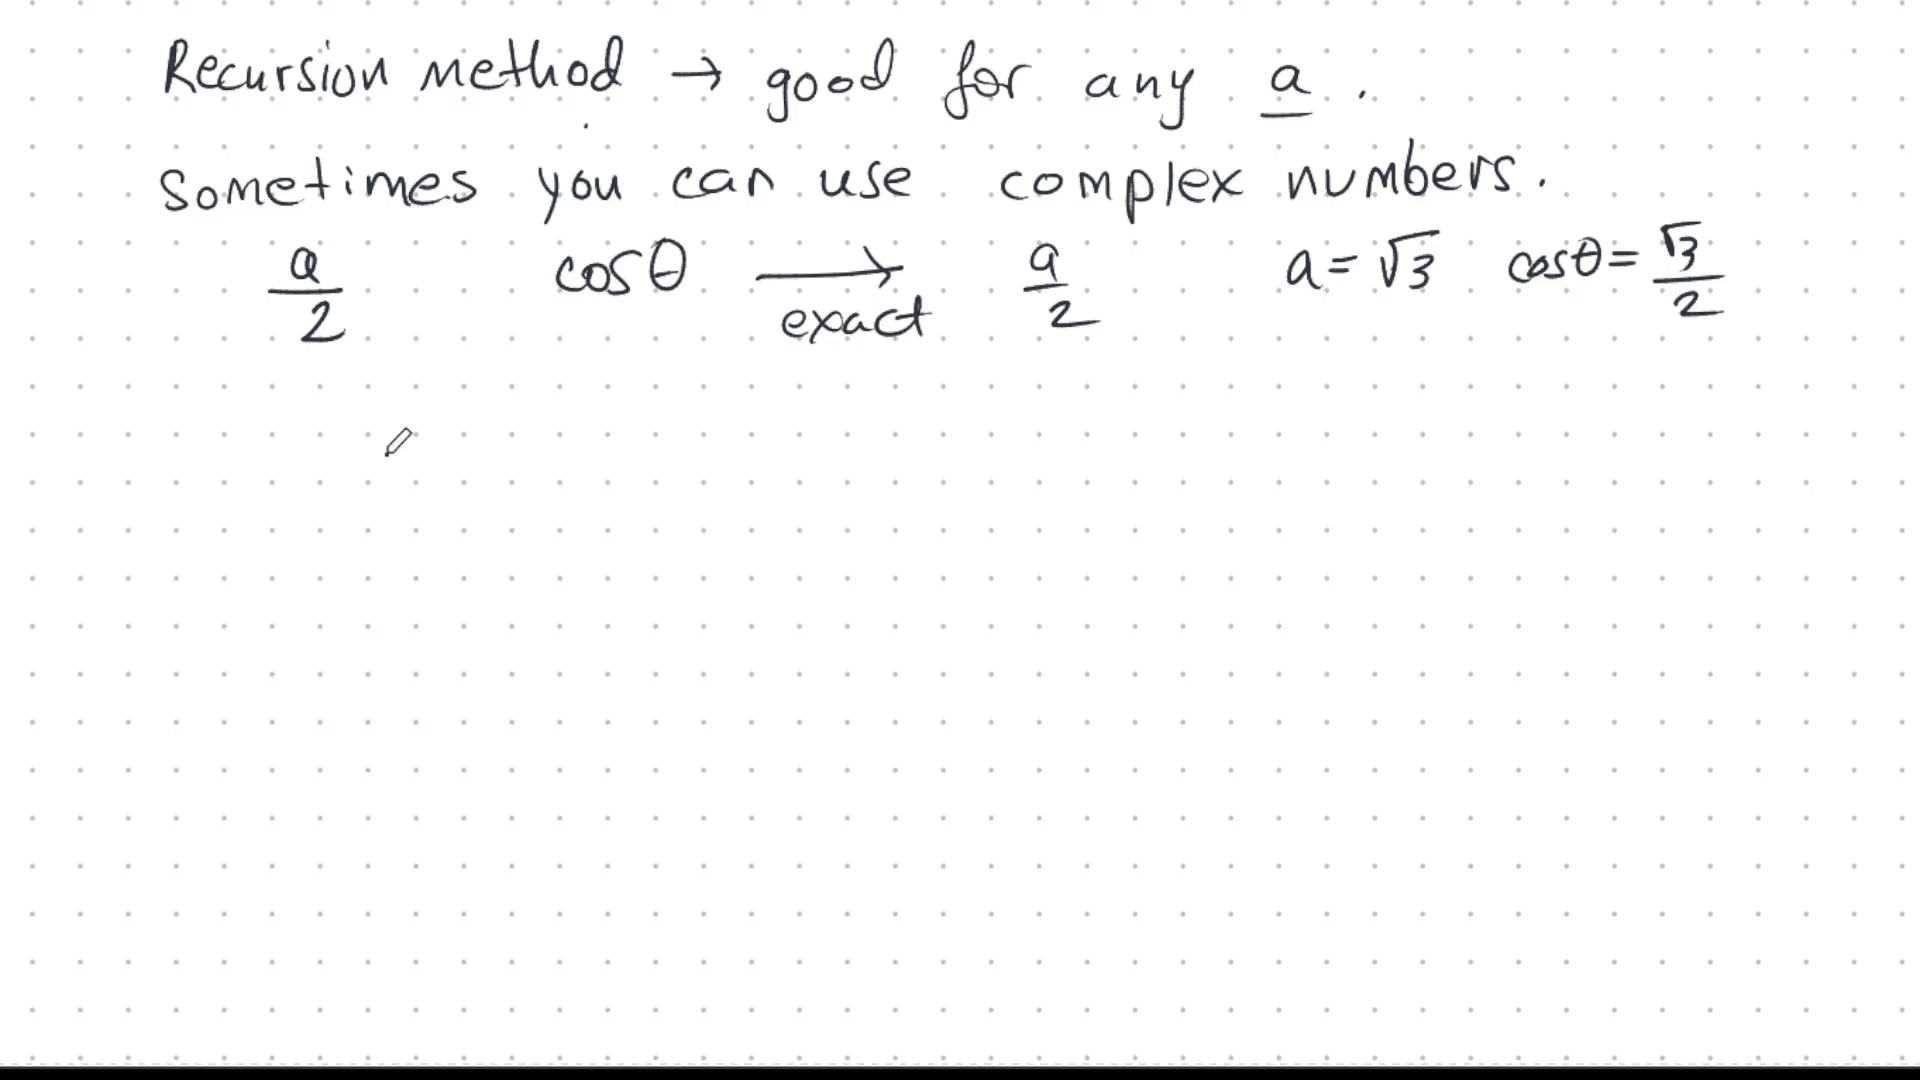 Recursion method → good for any a.
Sometimes you can use complex numbers.
a/2 cosθ → exact a/2 a = √3 cosθ = √3/2